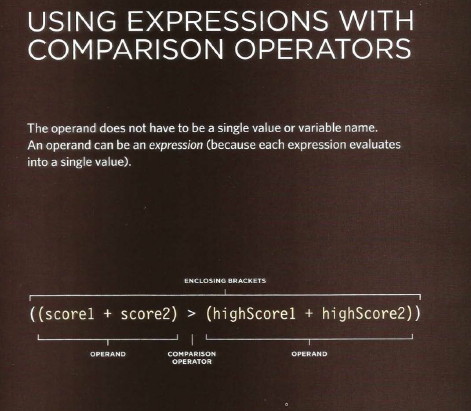 USING EXPRESSIONS WITH
COMPARISON OPERATORS
The operand does not have to be a single value or variable name.
An operand can be an expression (because each expression evaluates
into a single value).
ENCLOSING BRACKETS
((score1 + score2) > (highScore1 + highScore2))
OPERAND
COMPARISON
OPERATOR
OPERAND